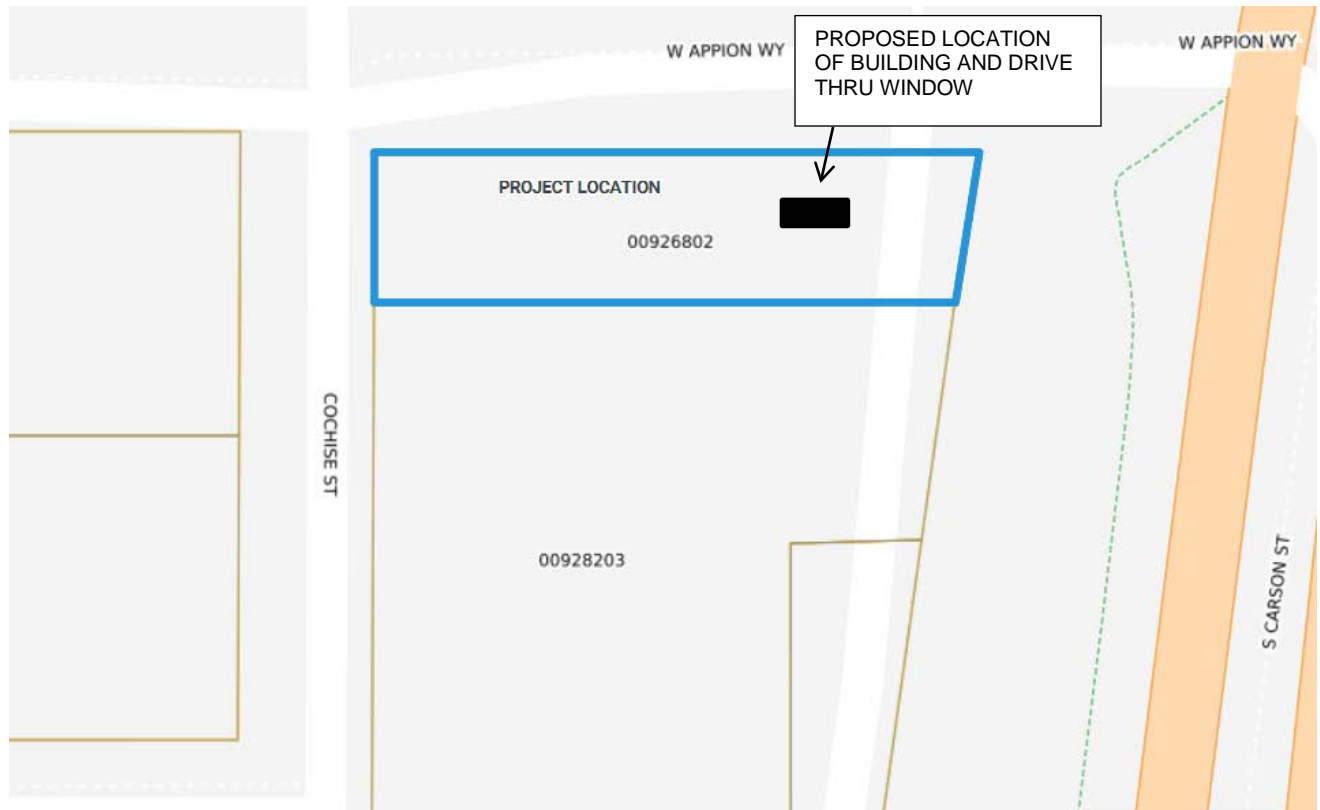 W APPION WY
PROPOSED LOCATION
OF BUILDING AND DRIVE
THRU WINDOW
W APPION WY
PROJECT LOCATION
00926802
COCHISE ST
00928203
S CARSON ST